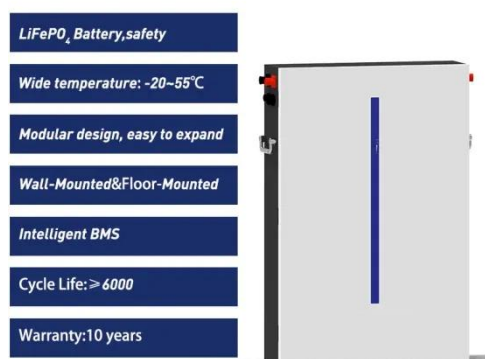 LiFePO₄ Battery,safety
Wide temperature: -20~55℃
Modular design, easy to expand
Wall-Mounted&Floor-Mounted
Intelligent BMS
Cycle Life:≥6000
Warranty:10 years